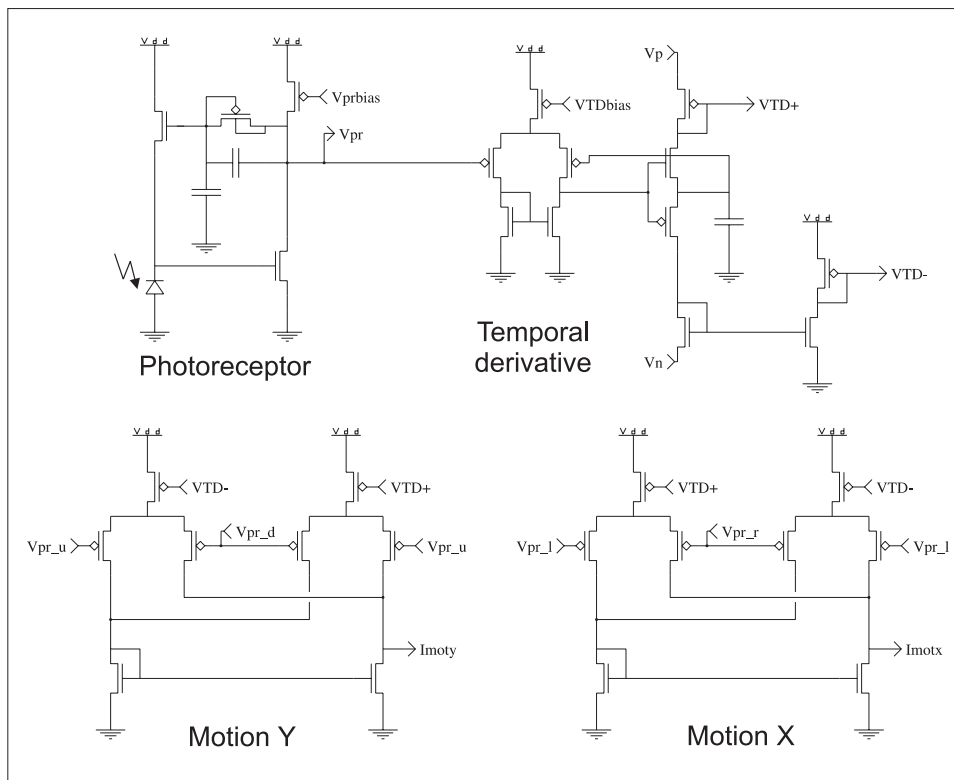 Vdd
Vdd
Vprbias
Vpr
Photoreceptor
Vdd
VTDbias
Vp
VTD+
Vdd
VTD-
Vn
Temporal
derivative
Vdd
Vdd
VTD-
VTD+
Vpr_u
Vpr_d
Vpr_u
Imoty
Motion Y
Vdd
Vdd
VTD+
VTD-
Vpr_l
Vpr_r
Vpr_l
Imotx
Motion X